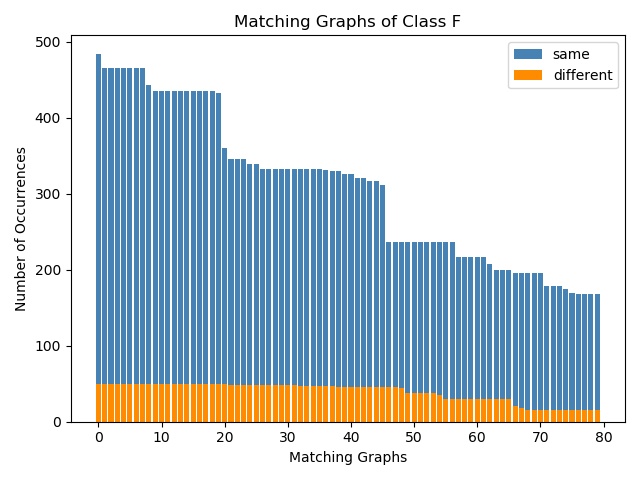 Matching Graphs of Class F
same
different
Number of Occurrences
500
400
300
200
100
0
0 10 20 30 40 50 60 70 80
Matching Graphs